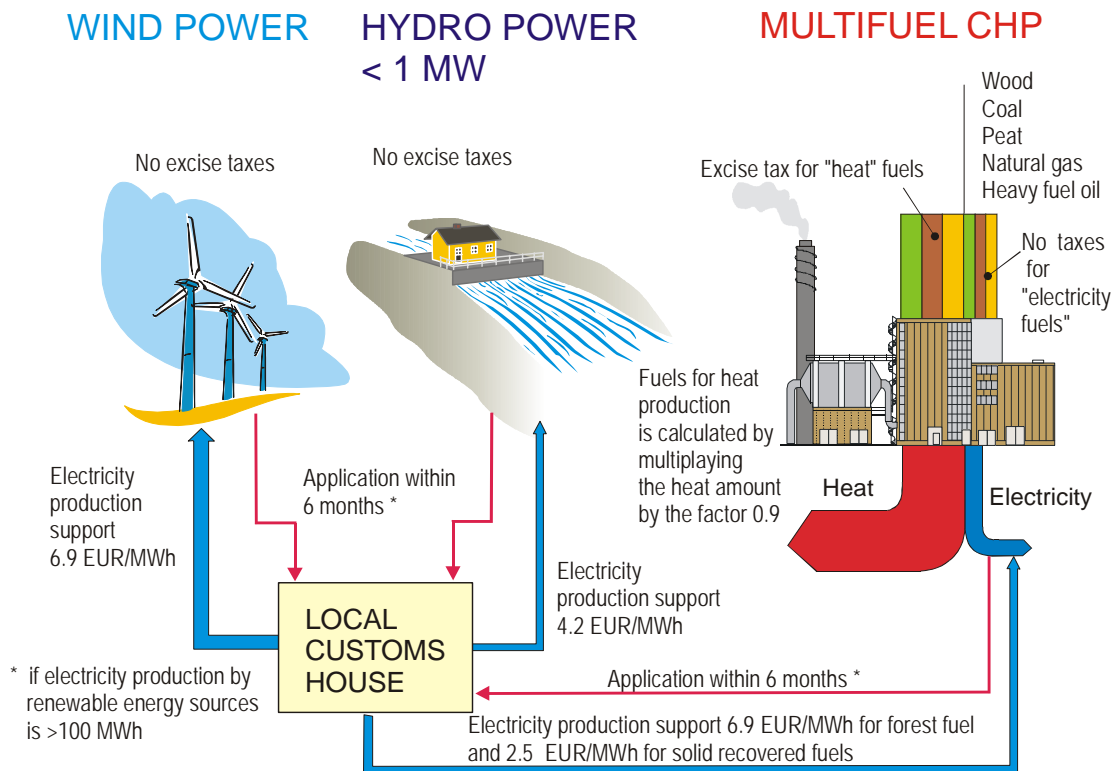 WIND POWER
HYDRO POWER
< 1 MW
MULTIFUEL CHP
Wood
Coal
Peat
Natural gas
Heavy fuel oil
No excise taxes
No excise taxes
Excise tax for "heat" fuels
No taxes
for
"electricity
fuels"
Fuels for heat
production
is calculated by
multiplaying
the heat amount
by the factor 0.9
Heat
Electricity
Electricity
production
support
6.9 EUR/MWh
Application within
6 months *
Electricity
production support
4.2 EUR/MWh
LOCAL
CUSTOMS
HOUSE
* if electricity production by
renewable energy sources
is >100 MWh
Application within 6 months *
Electricity production support 6.9 EUR/MWh for forest fuel
and 2.5 EUR/MWh for solid recovered fuels